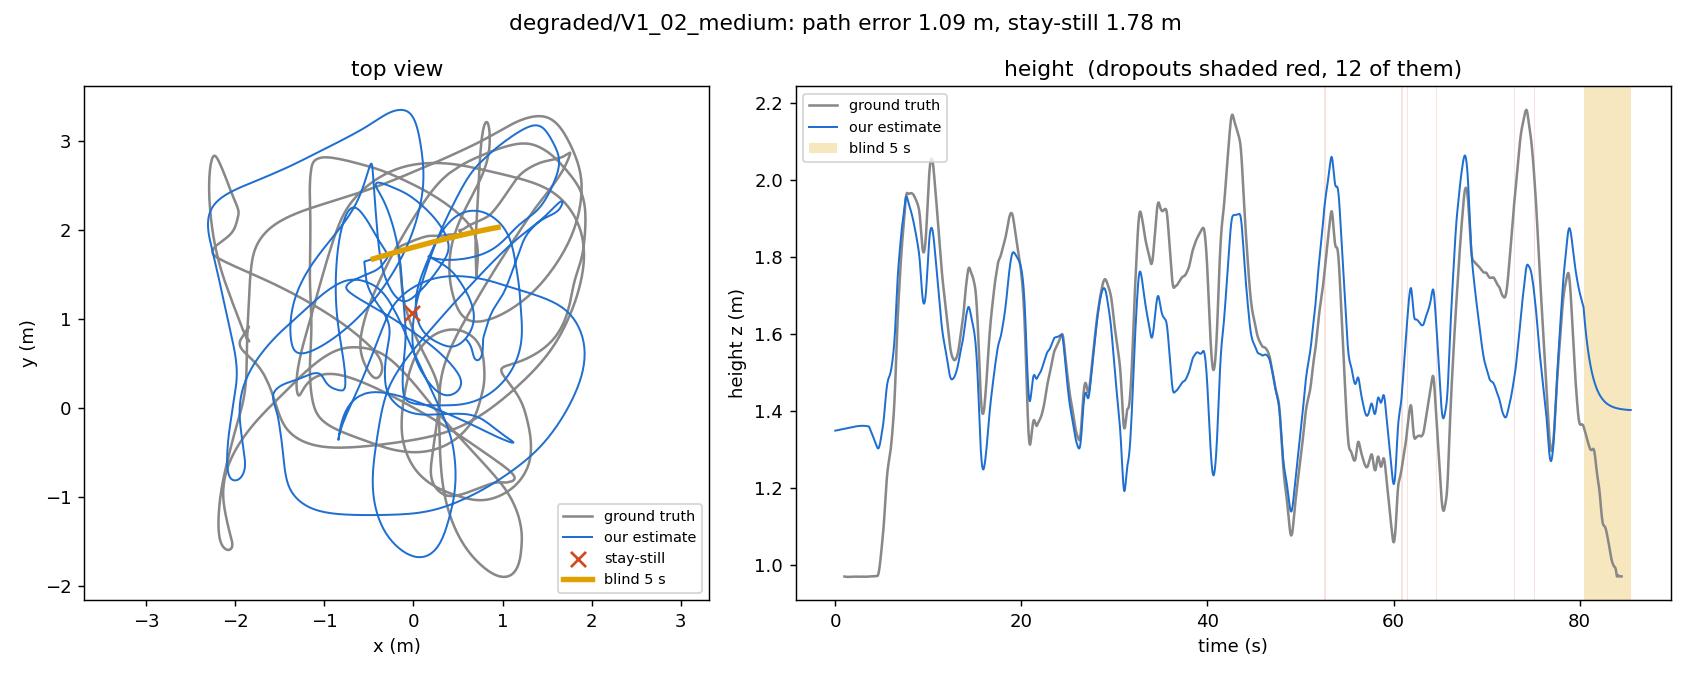 degraded/V1_02_medium: path error 1.09 m, stay-still 1.78 m
top view
y (m)
3
2
1
0
−1
−2
−3
−2
−1
0
1
2
3
x (m)
ground truth
our estimate
stay-still
blind 5 s
height  (dropouts shaded red, 12 of them)
height z (m)
2.2
2.0
1.8
1.6
1.4
1.2
1.0
0
20
40
60
80
time (s)
ground truth
our estimate
blind 5 s